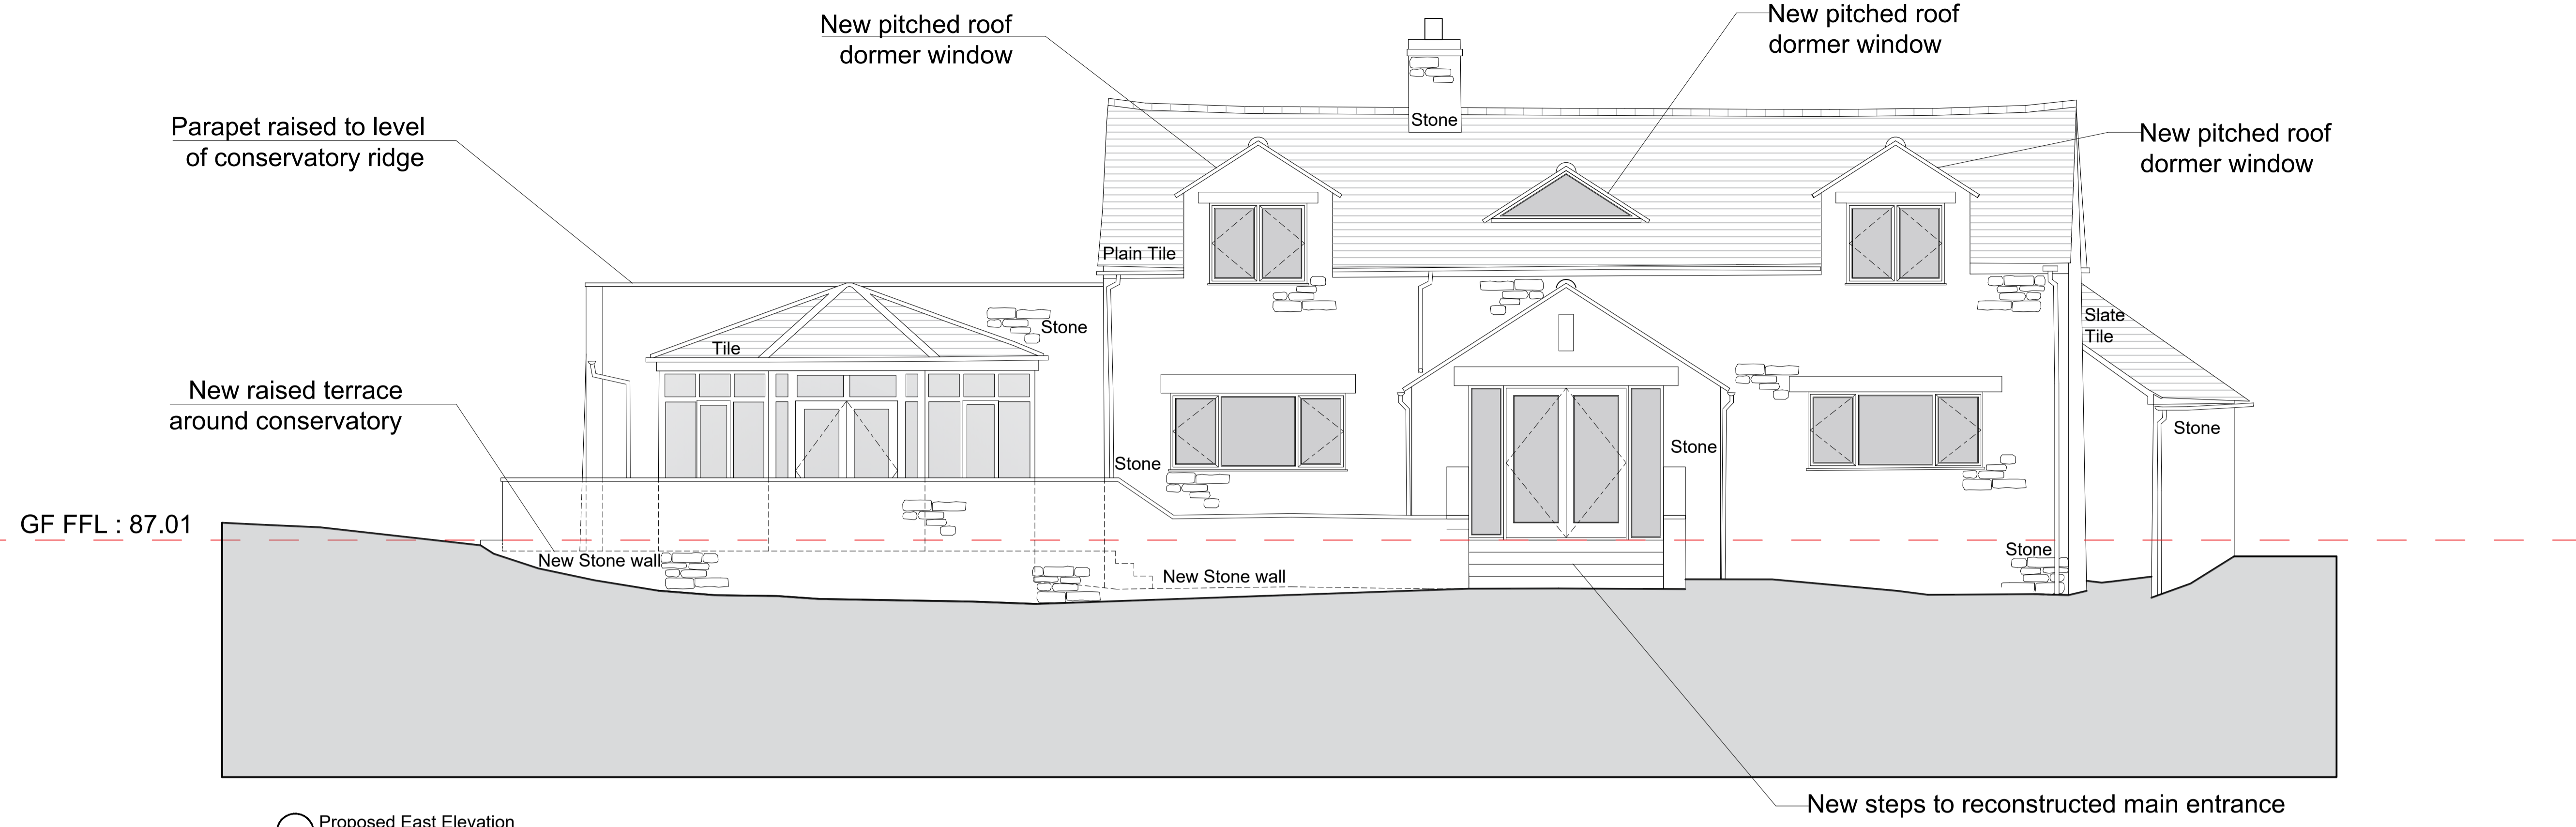 New pitched roof
dormer window
New pitched roof
dormer window
Parapet raised to level
of conservatory ridge
New pitched roof
dormer window
Stone
Plain Tile
Stone
Tile
Slate
Tile
New raised terrace
around conservatory
Stone
Stone
Stone
GF FFL : 87.01
New Stone wall
New Stone wall
Stone
New steps to reconstructed main entrance
Proposed East Elevation